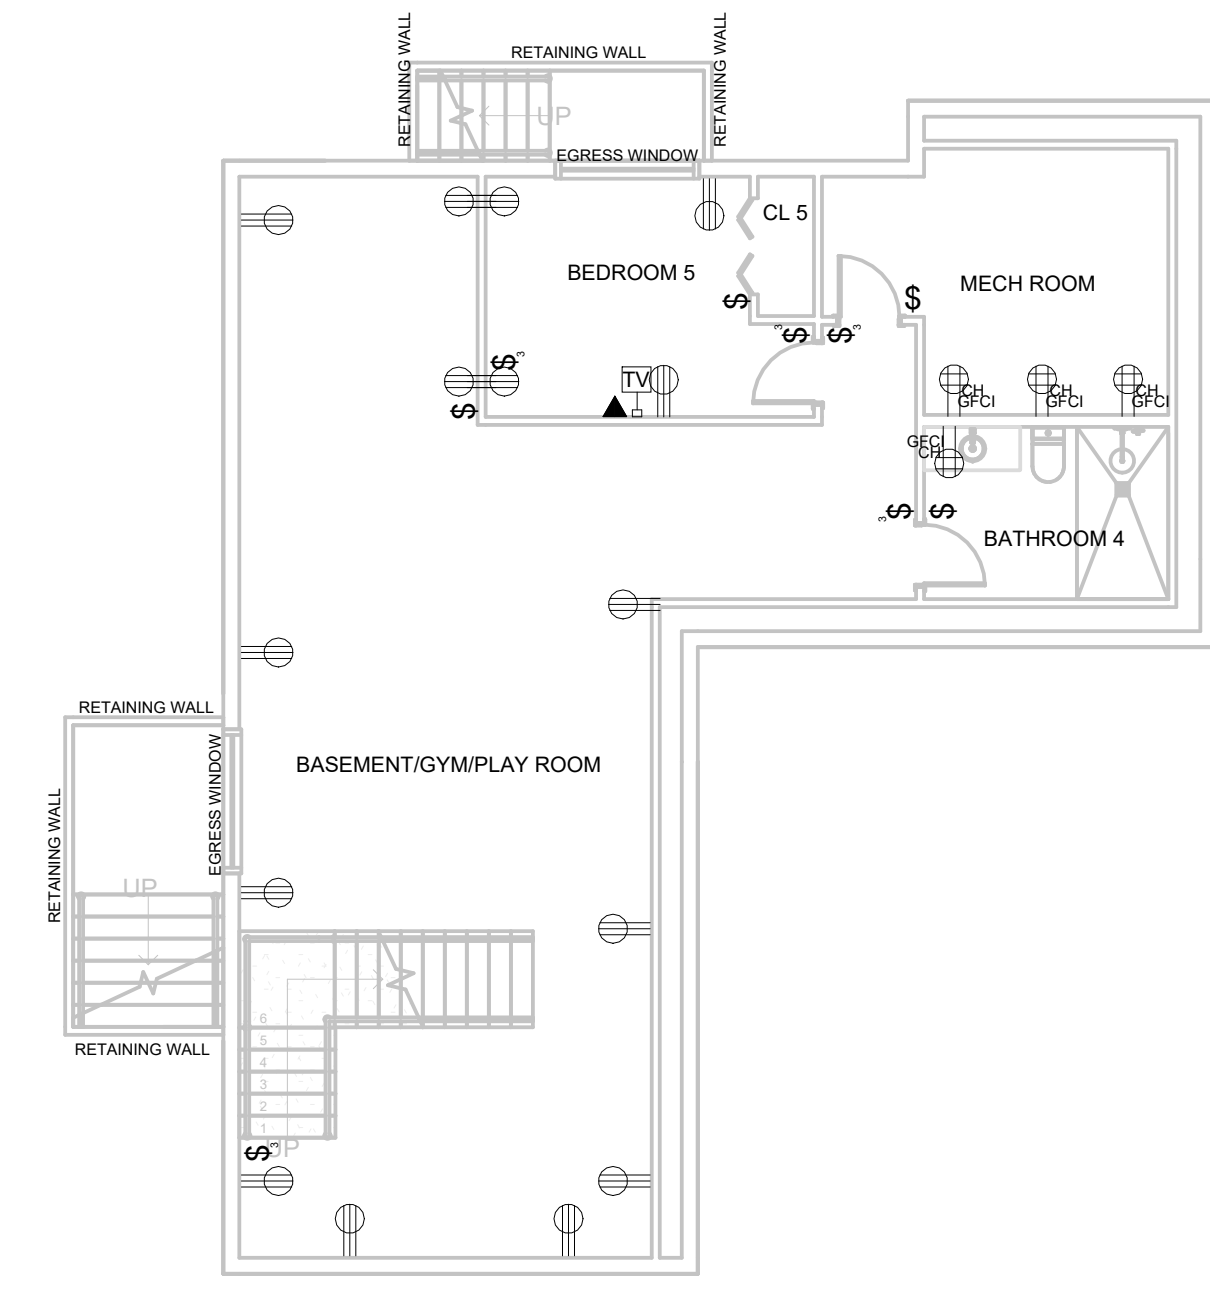 RETAINING WALL
RETAINING WALL
RETAINING WALL
UP
EGRESS WINDOW
CL 5
BEDROOM 5
MECH ROOM
$
$
3
$
$
3
$
3
$
TV
$
CH
GFCI
CH
GFCI
CH
GFCI
GFCI
CH
3
$
$
BATHROOM 4
RETAINING WALL
EGRESS WINDOW
BASEMENT/GYM/PLAY ROOM
RETAINING WALL
UP
6
5
4
3
2
1
RETAINING WALL
$
3
UP